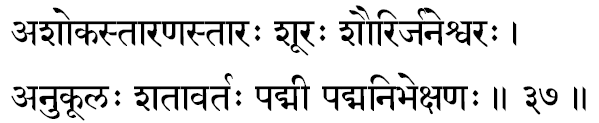 अशोकस्तारणस्तारः शूरः शौरिर्जनेश्वरः ।
अनुकूलः शतावर्तः पद्मी पद्मनिभेक्षणः ॥ ३७ ॥